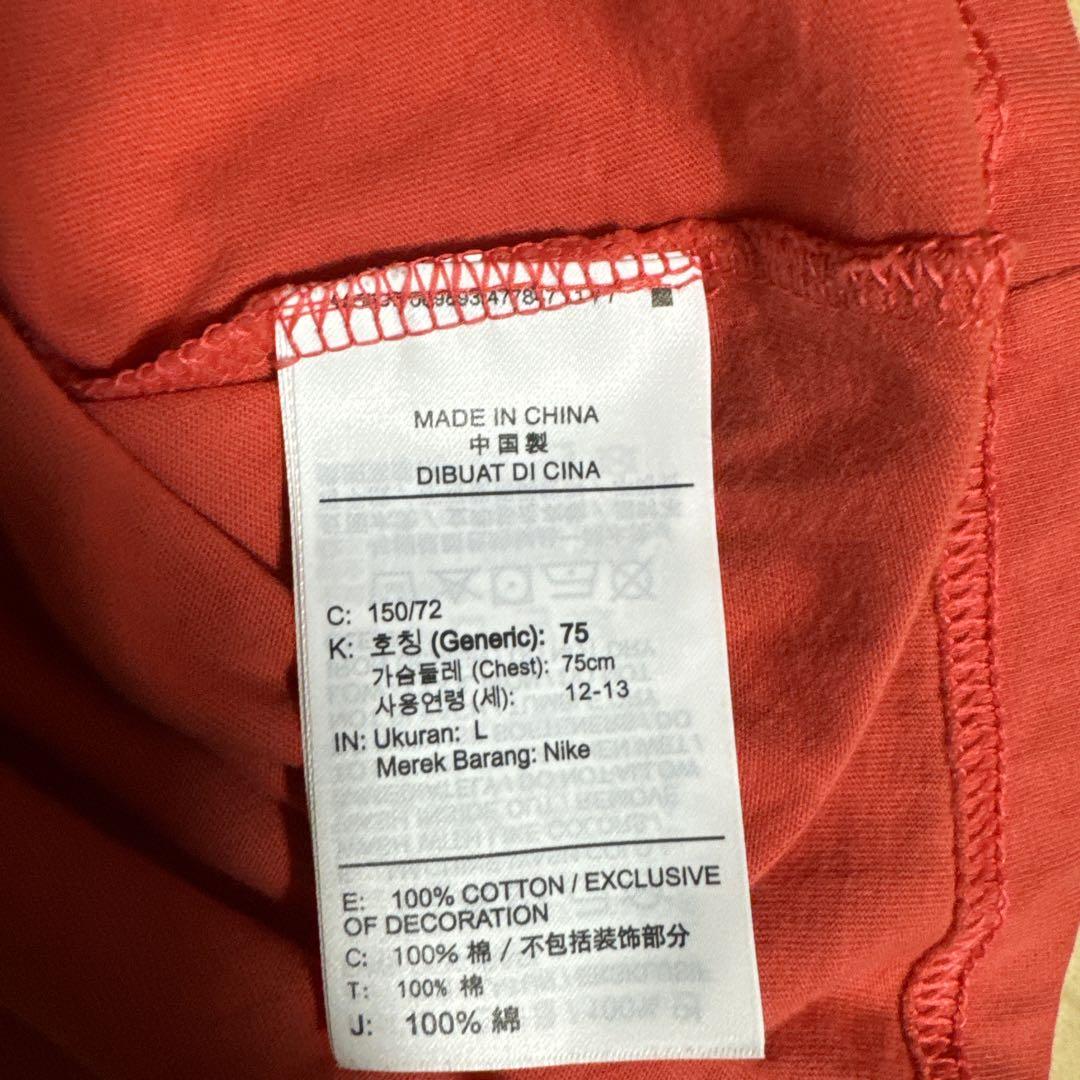 MADE IN CHINA
中国製
DIBUAT DI CINA
C: 150/72
K: 호칭 (Generic): 75
가슴둘레 (Chest): 75cm
사용연령 (세): 12-13
IN: Ukuran: L
Merek Barang: Nike
E: 100% COTTON / EXCLUSIVE
OF DECORATION
C: 100% 棉 / 不包括装饰部分
T: 100% 棉
J: 100% 綿